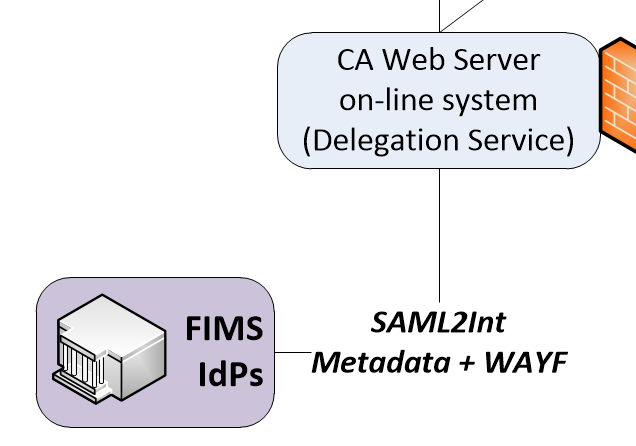 CA Web Server
on-line system
(Delegation Service)
FIMS
IdPs
SAML2Int
Metadata + WAYF